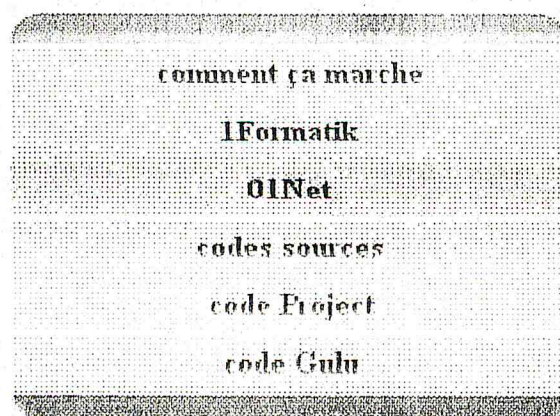 comment ça marche
1Formatik
01Net
codes sources
code Project
code Gulu